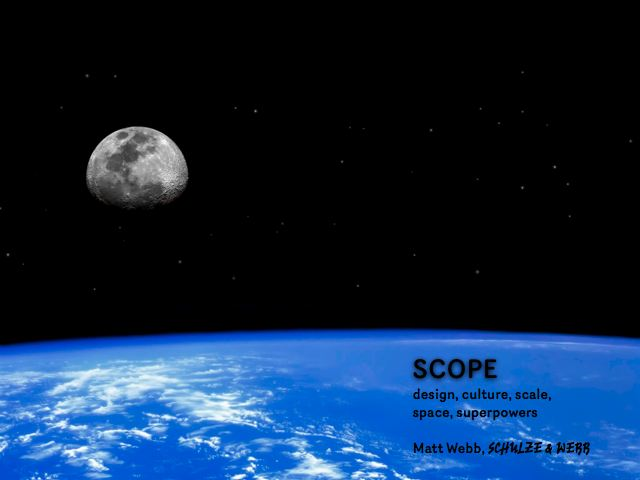 SCOPE
design, culture, scale,
space, superpowers
Matt Webb, SCHULZE & WEBB